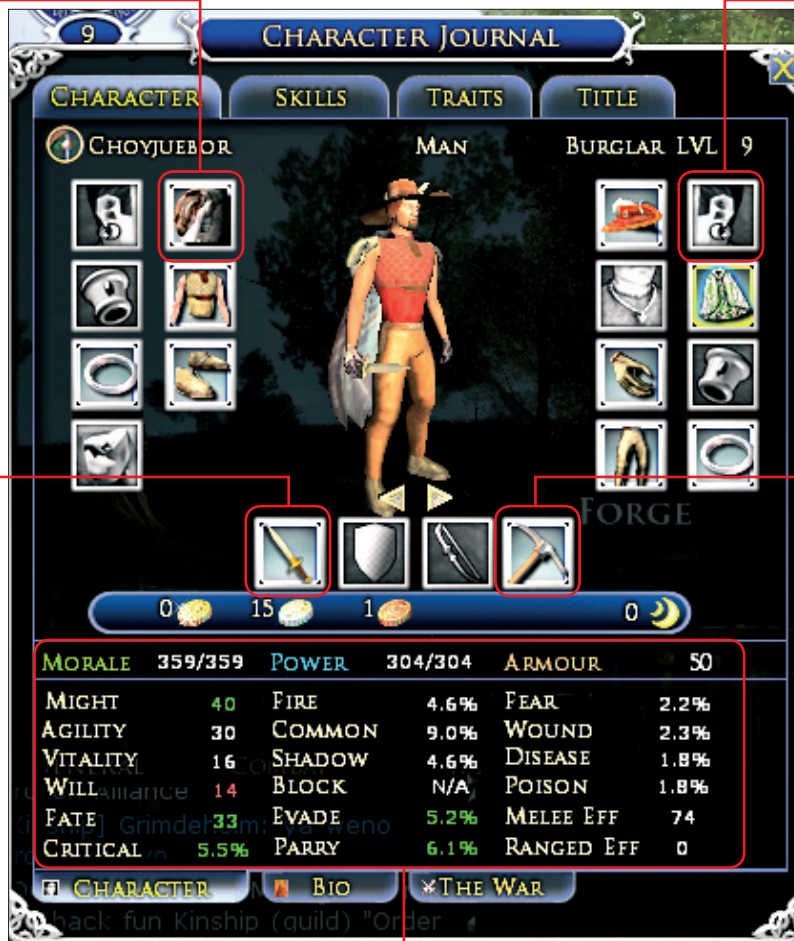 9
CHARACTER JOURNAL
CHARACTER SKILLS TRAITS TITLE
CHOYJUEBOR MAN BURGLAR LVL 9
FORGE
0 15 1 0
MORALE 359/359 POWER 304/304 ARMOUR 50
MIGHT 40 FIRE 4.6% FEAR 2.2%
AGILITY 30 COMMON 9.0% WOUND 2.3%
VITALITY 16 SHADOW 4.6% DISEASE 1.8%
WILL 14 BLOCK N/A POISON 1.8%
FATE 33 EVADE 5.2% MELEE EFF 74
CRITICAL 5.5% PARRY 6.1% RANGED EFF 0
Alliance
Grimdeholm: ya weno
CHARACTER BIO THE WAR
back fun Kinship (guild) "Order